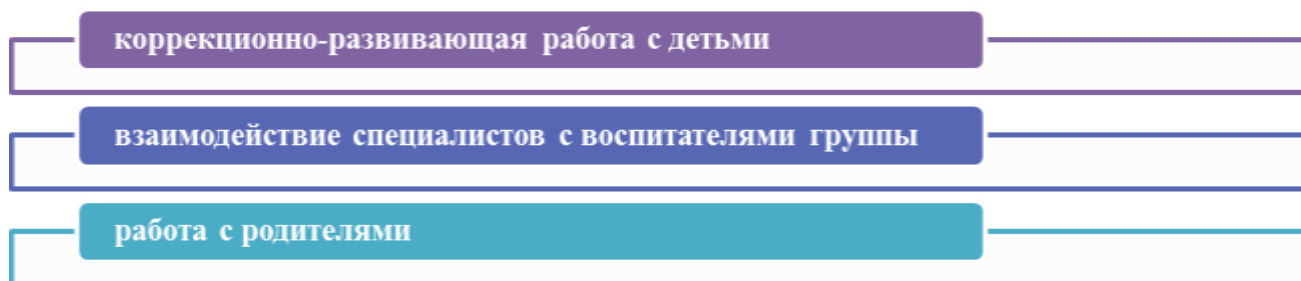 коррекционно-развивающая работа с детьми
взаимодействие специалистов с воспитателями группы
работа с родителями